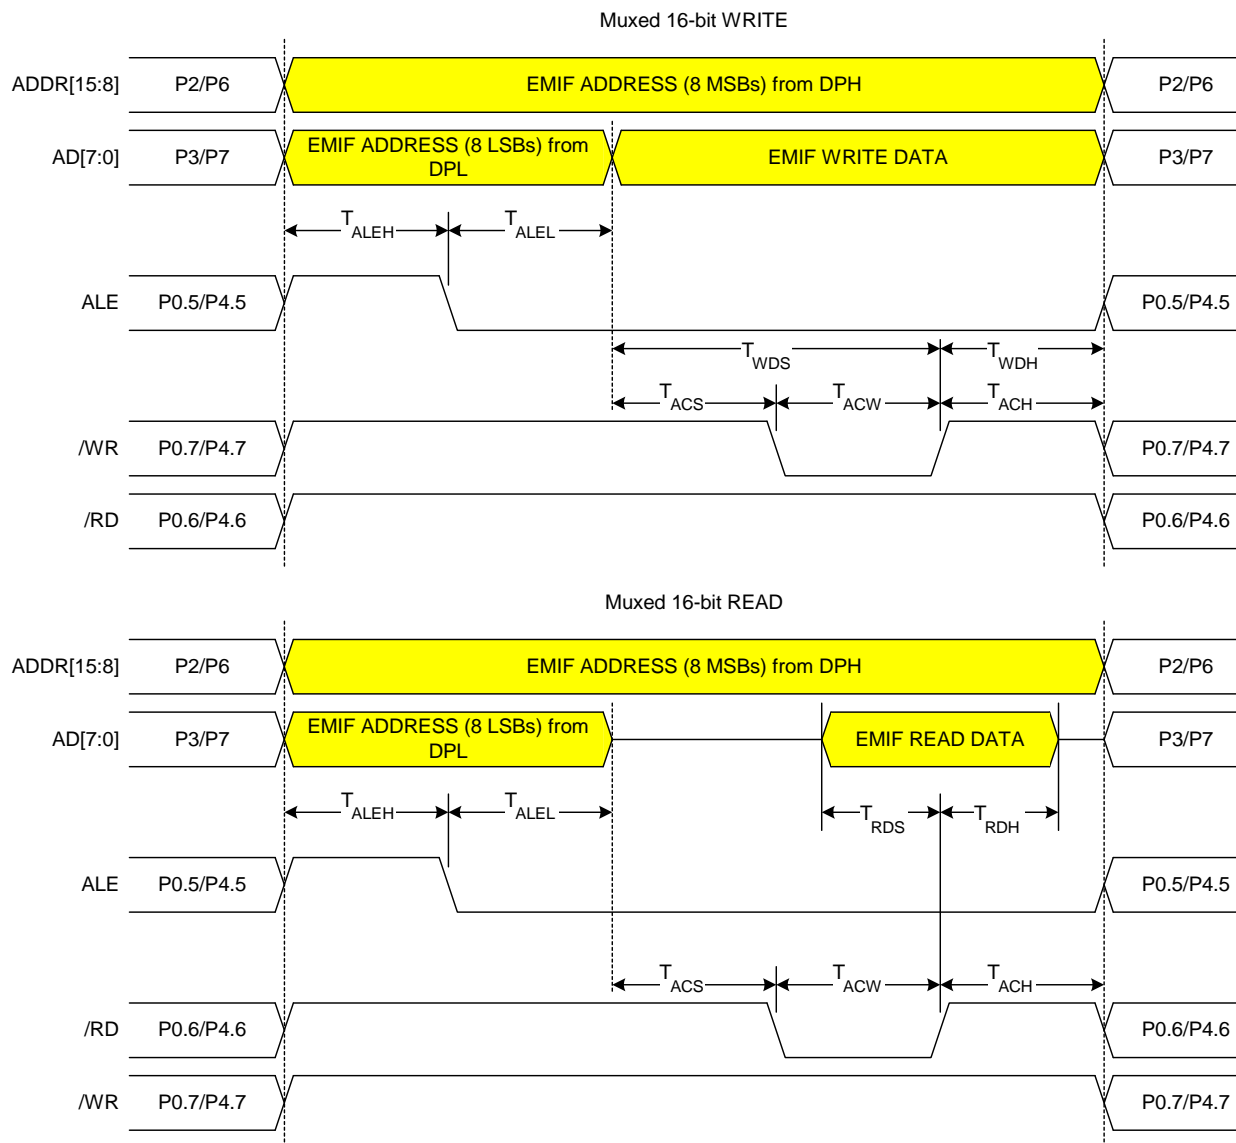 Muxed 16-bit WRITE
ADDR[15:8] P2/P6 EMIF ADDRESS (8 MSBs) from DPH P2/P6
AD[7:0] P3/P7 EMIF ADDRESS (8 LSBs) from DPL EMIF WRITE DATA P3/P7
TALEH TALEL
ALE P0.5/P4.5 P0.5/P4.5
TWDS TWDH
TACS TACW TACH
/WR P0.7/P4.7 P0.7/P4.7
/RD P0.6/P4.6 P0.6/P4.6
Muxed 16-bit READ
ADDR[15:8] P2/P6 EMIF ADDRESS (8 MSBs) from DPH P2/P6
AD[7:0] P3/P7 EMIF ADDRESS (8 LSBs) from DPL EMIF READ DATA P3/P7
TALEH TALEL TRDS TRDH
ALE P0.5/P4.5 P0.5/P4.5
TACS TACW TACH
/RD P0.6/P4.6 P0.6/P4.6
/WR P0.7/P4.7 P0.7/P4.7